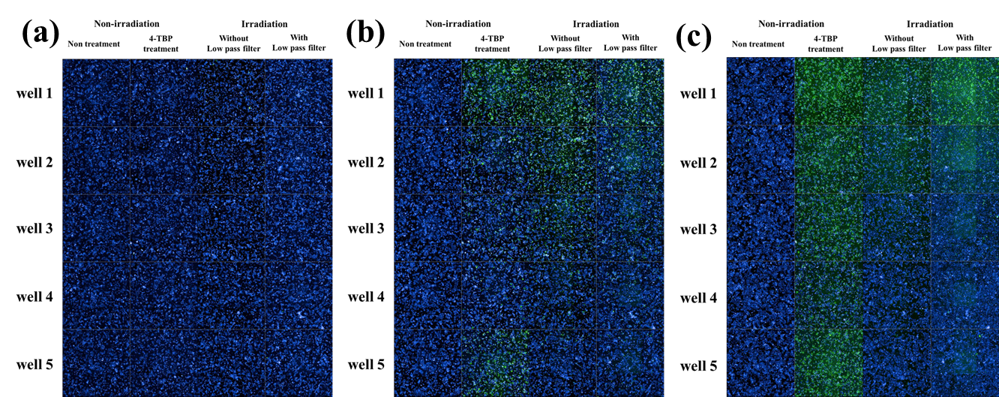 (a)
Non-irradiation Irradiation
Non treatment 4-TBP treatment Without Low pass filter With Low pass filter
well 1
well 2
well 3
well 4
well 5
(b)
Non-irradiation Irradiation
Non treatment 4-TBP treatment Without Low pass filter With Low pass filter
well 1
well 2
well 3
well 4
well 5
(c)
Non-irradiation Irradiation
Non treatment 4-TBP treatment Without Low pass filter With Low pass filter
well 1
well 2
well 3
well 4
well 5